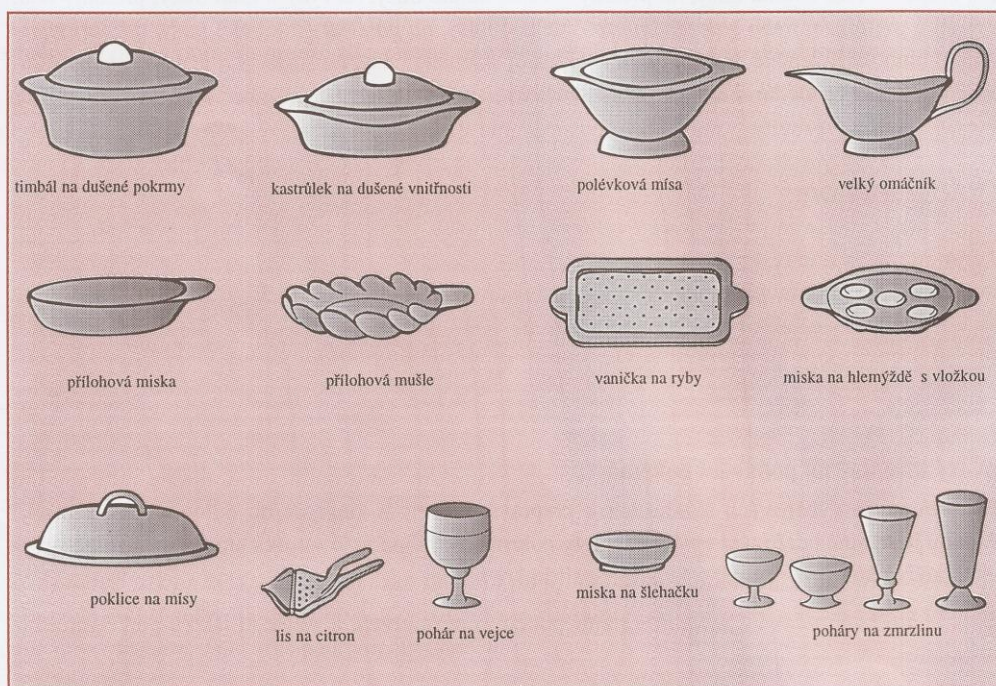 timbál na dušené pokrmy
kastrůlek na dušené vnitřnosti
polévková mísa
velký omáčník
přílohová miska
přílohová mušle
vanička na ryby
miska na hlemýždě s vložkou
poklice na mísy
lis na citron
pohár na vejce
miska na šlehačku
poháry na zmrzlinu